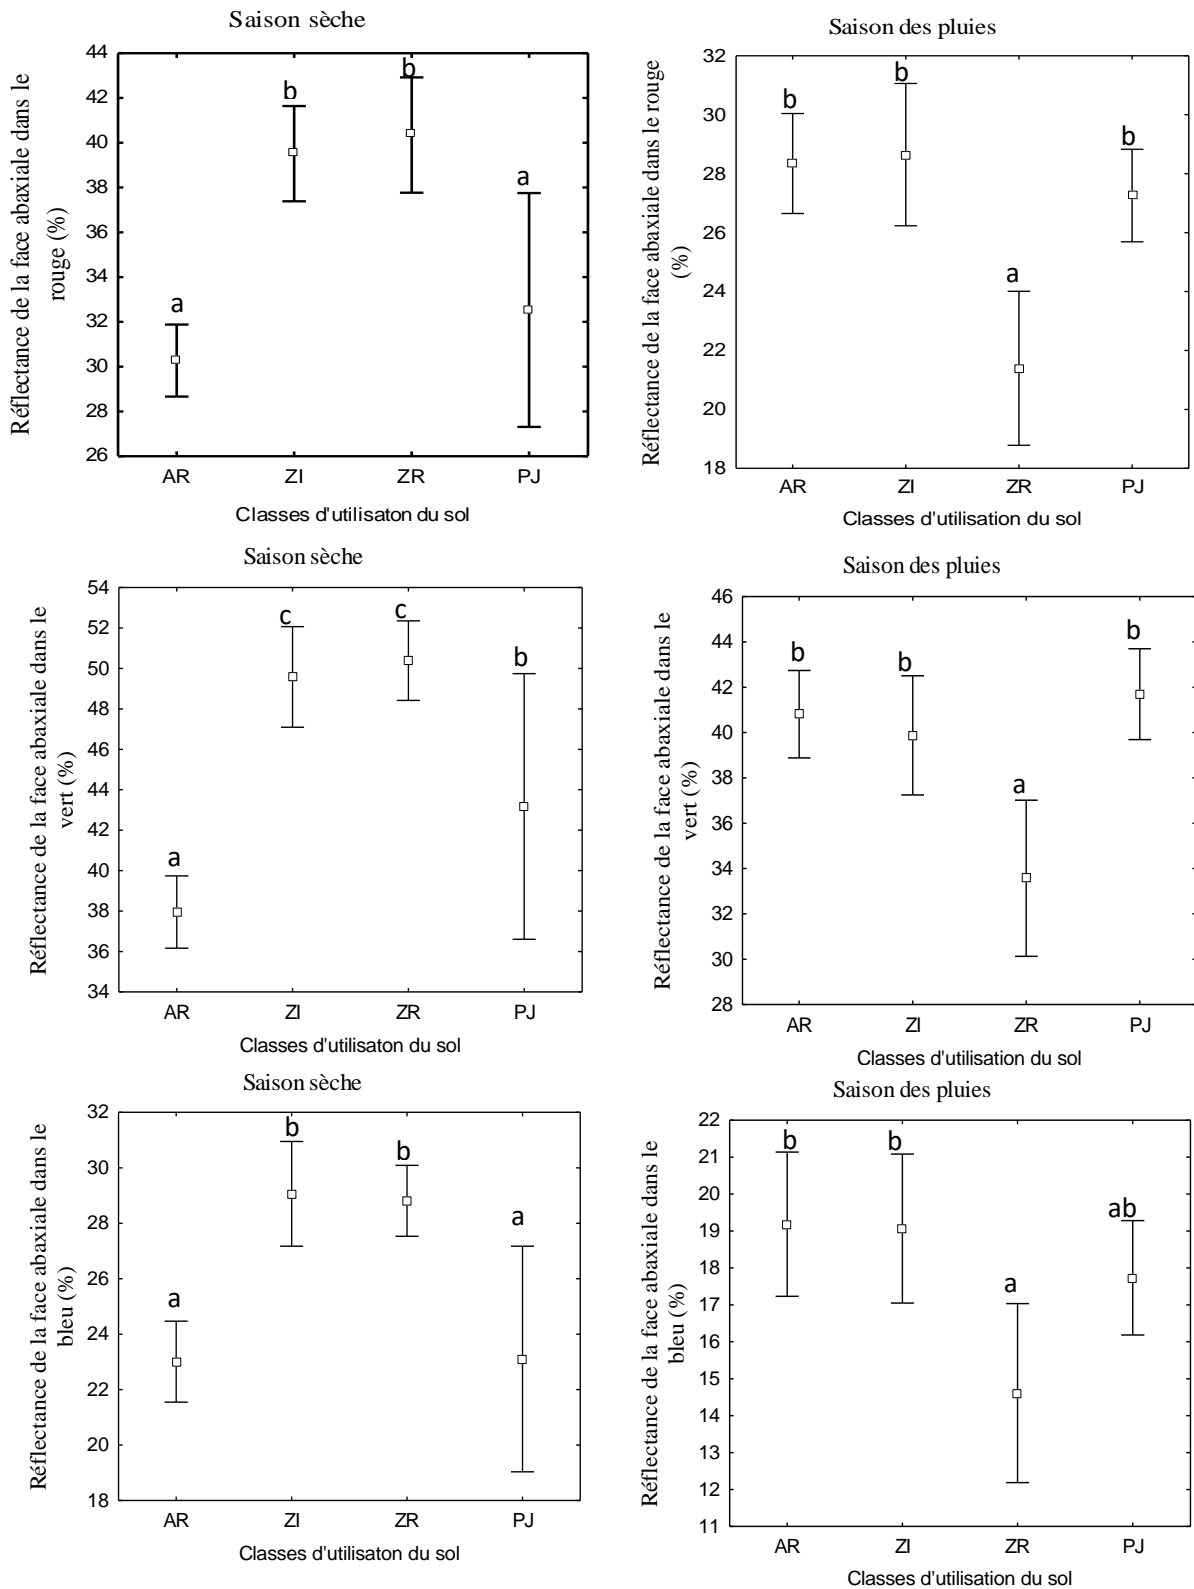 Saison sèche
Réflectance de la face abaxiale dans le
rouge (%)
44
42
40
38
36
34
32
30
28
26
a
b
b
a
AR ZI ZR PJ
Classes d'utilisaton du sol
Saison des pluies
Réflectance de la face abaxiale dans le rouge
(%)
32
30
28
26
24
22
20
18
b
b
a
b
AR ZI ZR PJ
Classes d'utilisation du sol
Saison sèche
Réflectance de la face abaxiale dans le
vert (%)
54
52
50
48
46
44
42
40
38
36
34
a
c
c
b
AR ZI ZR PJ
Classes d'utilisaton du sol
Saison des pluies
Réflectance de la face abaxiale dans le
vert (%)
46
44
42
40
38
36
34
32
30
28
b
b
a
b
AR ZI ZR PJ
Classes d'utilisation du sol
Saison sèche
Réflectance de la face abaxiale dans le
bleu (%)
32
30
28
26
24
22
20
18
a
b
b
a
AR ZI ZR PJ
Classes d'utilisaton du sol
Saison des pluies
Réflectance de la face abaxiale dans le
bleu (%)
22
21
20
19
18
17
16
15
14
13
12
11
b
b
a
ab
AR ZI ZR PJ
Classes d'utilisation du sol